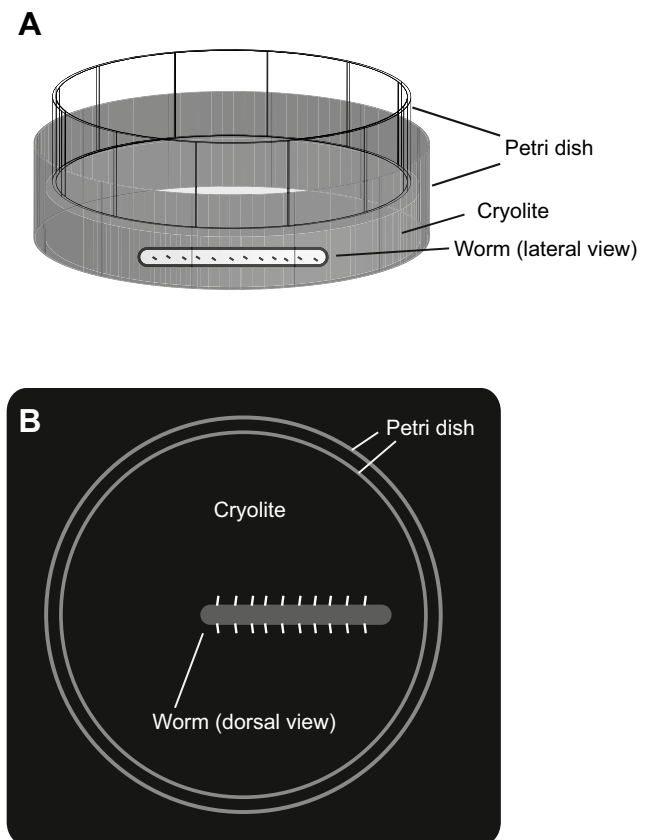 A
Petri dish
Cryolite
Worm (lateral view)
B
Petri dish
Cryolite
Worm (dorsal view)